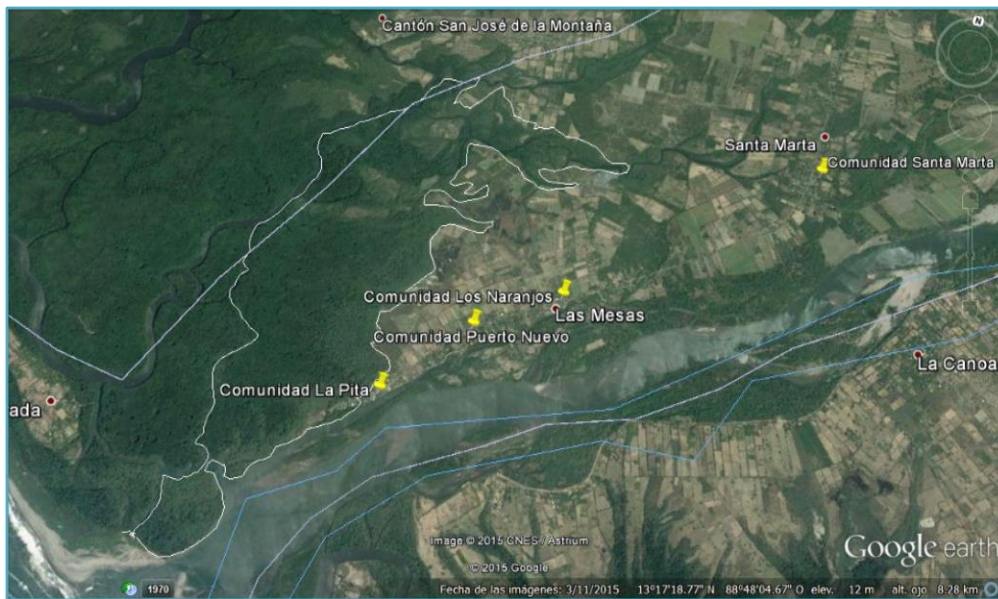 N
Cantón San José de la Montaña
Santa Marta
Comunidad Santa Marta
Comunidad Los Naranjos
Las Mesas
Comunidad Puerto Nuevo
La Canoa
Comunidad La Pita
ada
Image © 2015 CNES / Astrium
© 2015 Google
Google earth
1970
Fecha de las imágenes: 3/11/2015 13°17'18.77" N 88°48'04.67" O elev. 12 m alt. ojo 8.28 km